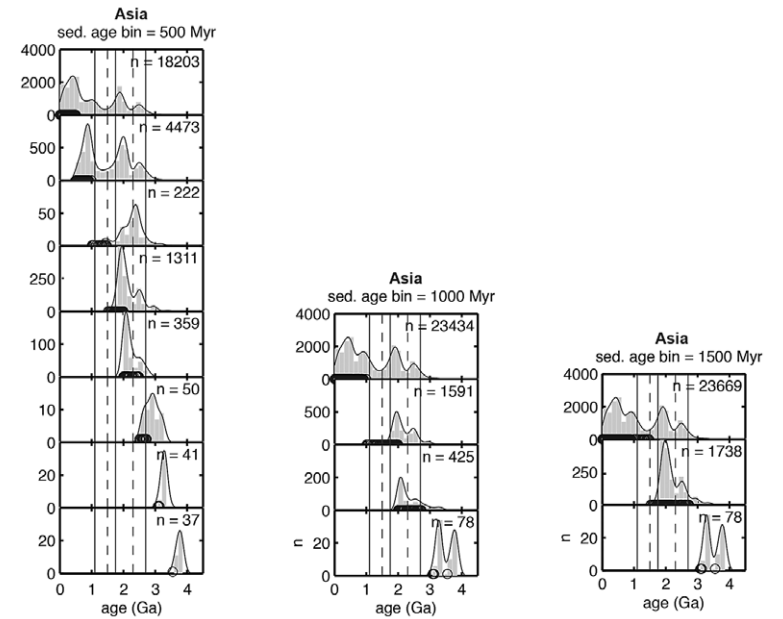 Asia
sed. age bin = 500 Myr
4000
2000
0
n = 18203
500
0
n = 4473
50
0
n = 222
250
0
n = 1311
100
0
n = 359
10
0
n = 50
20
0
n = 41
20
0
n = 37
0 1 2 3 4
age (Ga)
Asia
sed. age bin = 1000 Myr
4000
2000
0
n = 23434
500
0
n = 1591
200
0
n = 425
20
0
n = 78
n
0 1 2 3 4
age (Ga)
Asia
sed. age bin = 1500 Myr
4000
2000
0
n = 23669
250
0
n = 1738
20
0
n = 78
0 1 2 3 4
age (Ga)